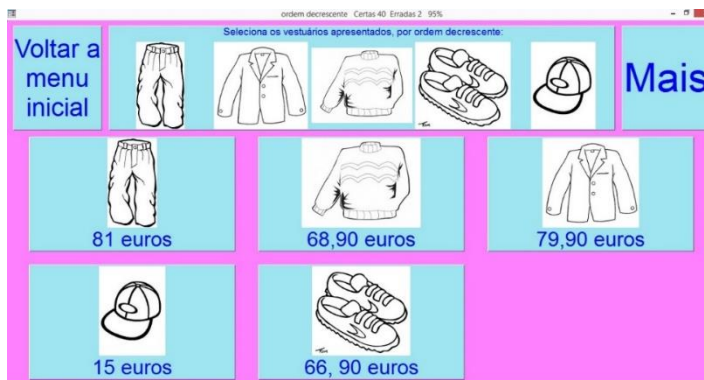 ordem decrescente Certas 40 Erradas 2 95%
Voltar a
menu
inicial
Seleciona os vestuários apresentados, por ordem decrescente:
Mais
81 euros
68,90 euros
79,90 euros
15 euros
66, 90 euros